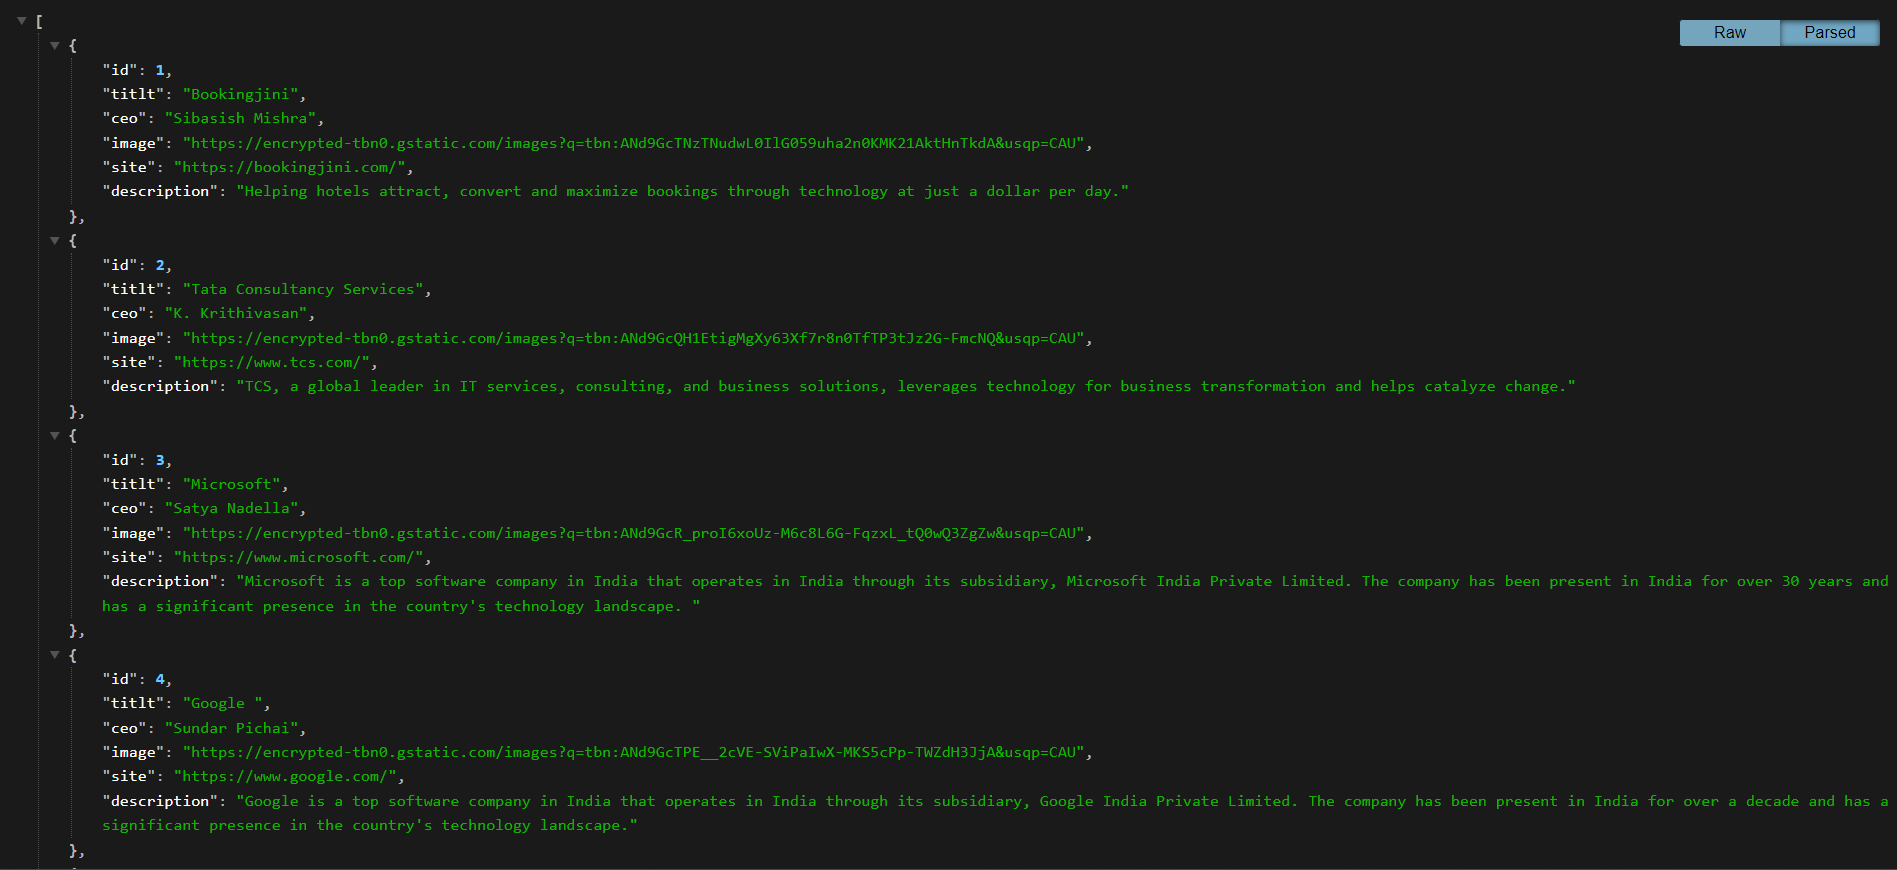 [
Raw Parsed
{
"id": 1,
"titlt": "Bookingjini",
"ceo": "Sibasish Mishra",
"image": "https://encrypted-tbn0.gstatic.com/images?q=tbn:ANd9GcTNzTNudwL0IlG059uha2n0KMK21AktHnTkdA&usqp=CAU",
"site": "https://bookingjini.com/",
"description": "Helping hotels attract, convert and maximize bookings through technology at just a dollar per day."
},
{
"id": 2,
"titlt": "Tata Consultancy Services",
"ceo": "K. Krithivasan",
"image": "https://encrypted-tbn0.gstatic.com/images?q=tbn:ANd9GcQH1EtigMgXy63Xf7r8n0TfTP3tJz2G-FmcNQ&usqp=CAU",
"site": "https://www.tcs.com/",
"description": "TCS, a global leader in IT services, consulting, and business solutions, leverages technology for business transformation and helps catalyze change."
},
{
"id": 3,
"titlt": "Microsoft",
"ceo": "Satya Nadella",
"image": "https://encrypted-tbn0.gstatic.com/images?q=tbn:ANd9GcR_proI6xoUz-M6c8L6G-FqzxL_tQ0wQ3ZgZw&usqp=CAU",
"site": "https://www.microsoft.com/",
"description": "Microsoft is a top software company in India that operates in India through its subsidiary, Microsoft India Private Limited. The company has been present in India for over 30 years and
has a significant presence in the country's technology landscape. "
},
{
"id": 4,
"titlt": "Google ",
"ceo": "Sundar Pichai",
"image": "https://encrypted-tbn0.gstatic.com/images?q=tbn:ANd9GcTPE__2cVE-SViPaIwX-MKS5cPp-TWZdH3JjA&usqp=CAU",
"site": "https://www.google.com/",
"description": "Google is a top software company in India that operates in India through its subsidiary, Google India Private Limited. The company has been present in India for over a decade and has a
significant presence in the country's technology landscape."
},